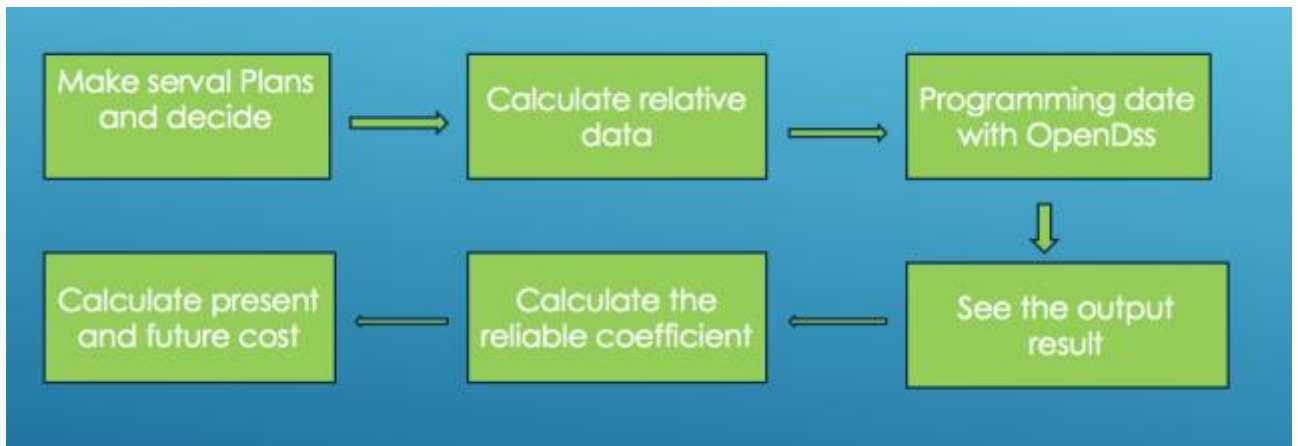 Make serval Plans
and decide
Calculate relative
data
Programming date
with OpenDss
See the output
result
Calculate the
reliable coefficient
Calculate present
and future cost